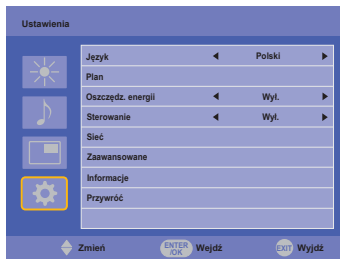 Ustawienia
Język Polski
Plan
Oszczędz. energii Wył.
Sterowanie Wył.
Sieć
Zaawansowane
Informacje
Przywróć
Zmień ENTER /OK Wejdź EXIT Wyjdź